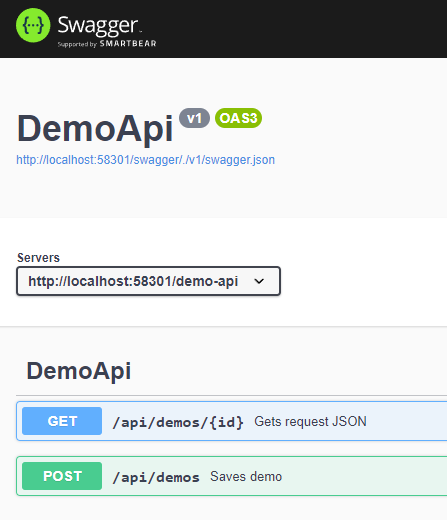 Swagger
Supported by SMARTBEAR
DemoApi v1 OAS3
http://localhost:58301/swagger/./v1/swagger.json
Servers
http://localhost:58301/demo-api
DemoApi
GET /api/demos/{id} Gets request JSON
POST /api/demos Saves demo